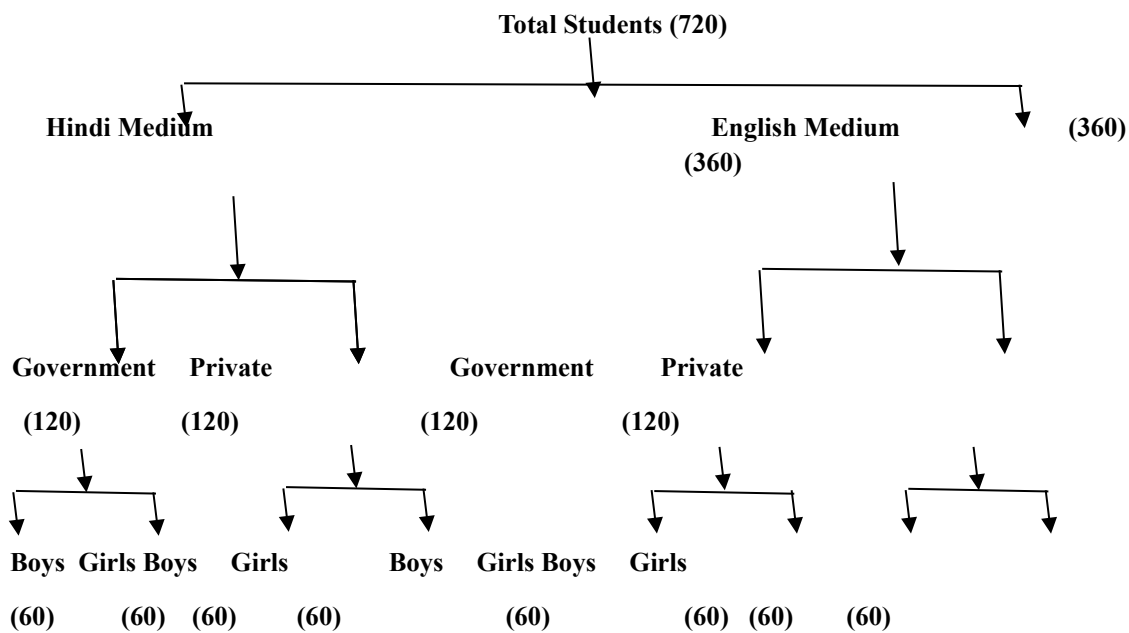 Total Students (720)
Hindi Medium English Medium (360)
(360)
Government Private Government Private
(120) (120) (120) (120)
Boys Girls Boys Girls Boys Girls Boys Girls
(60) (60) (60) (60) (60) (60) (60) (60)